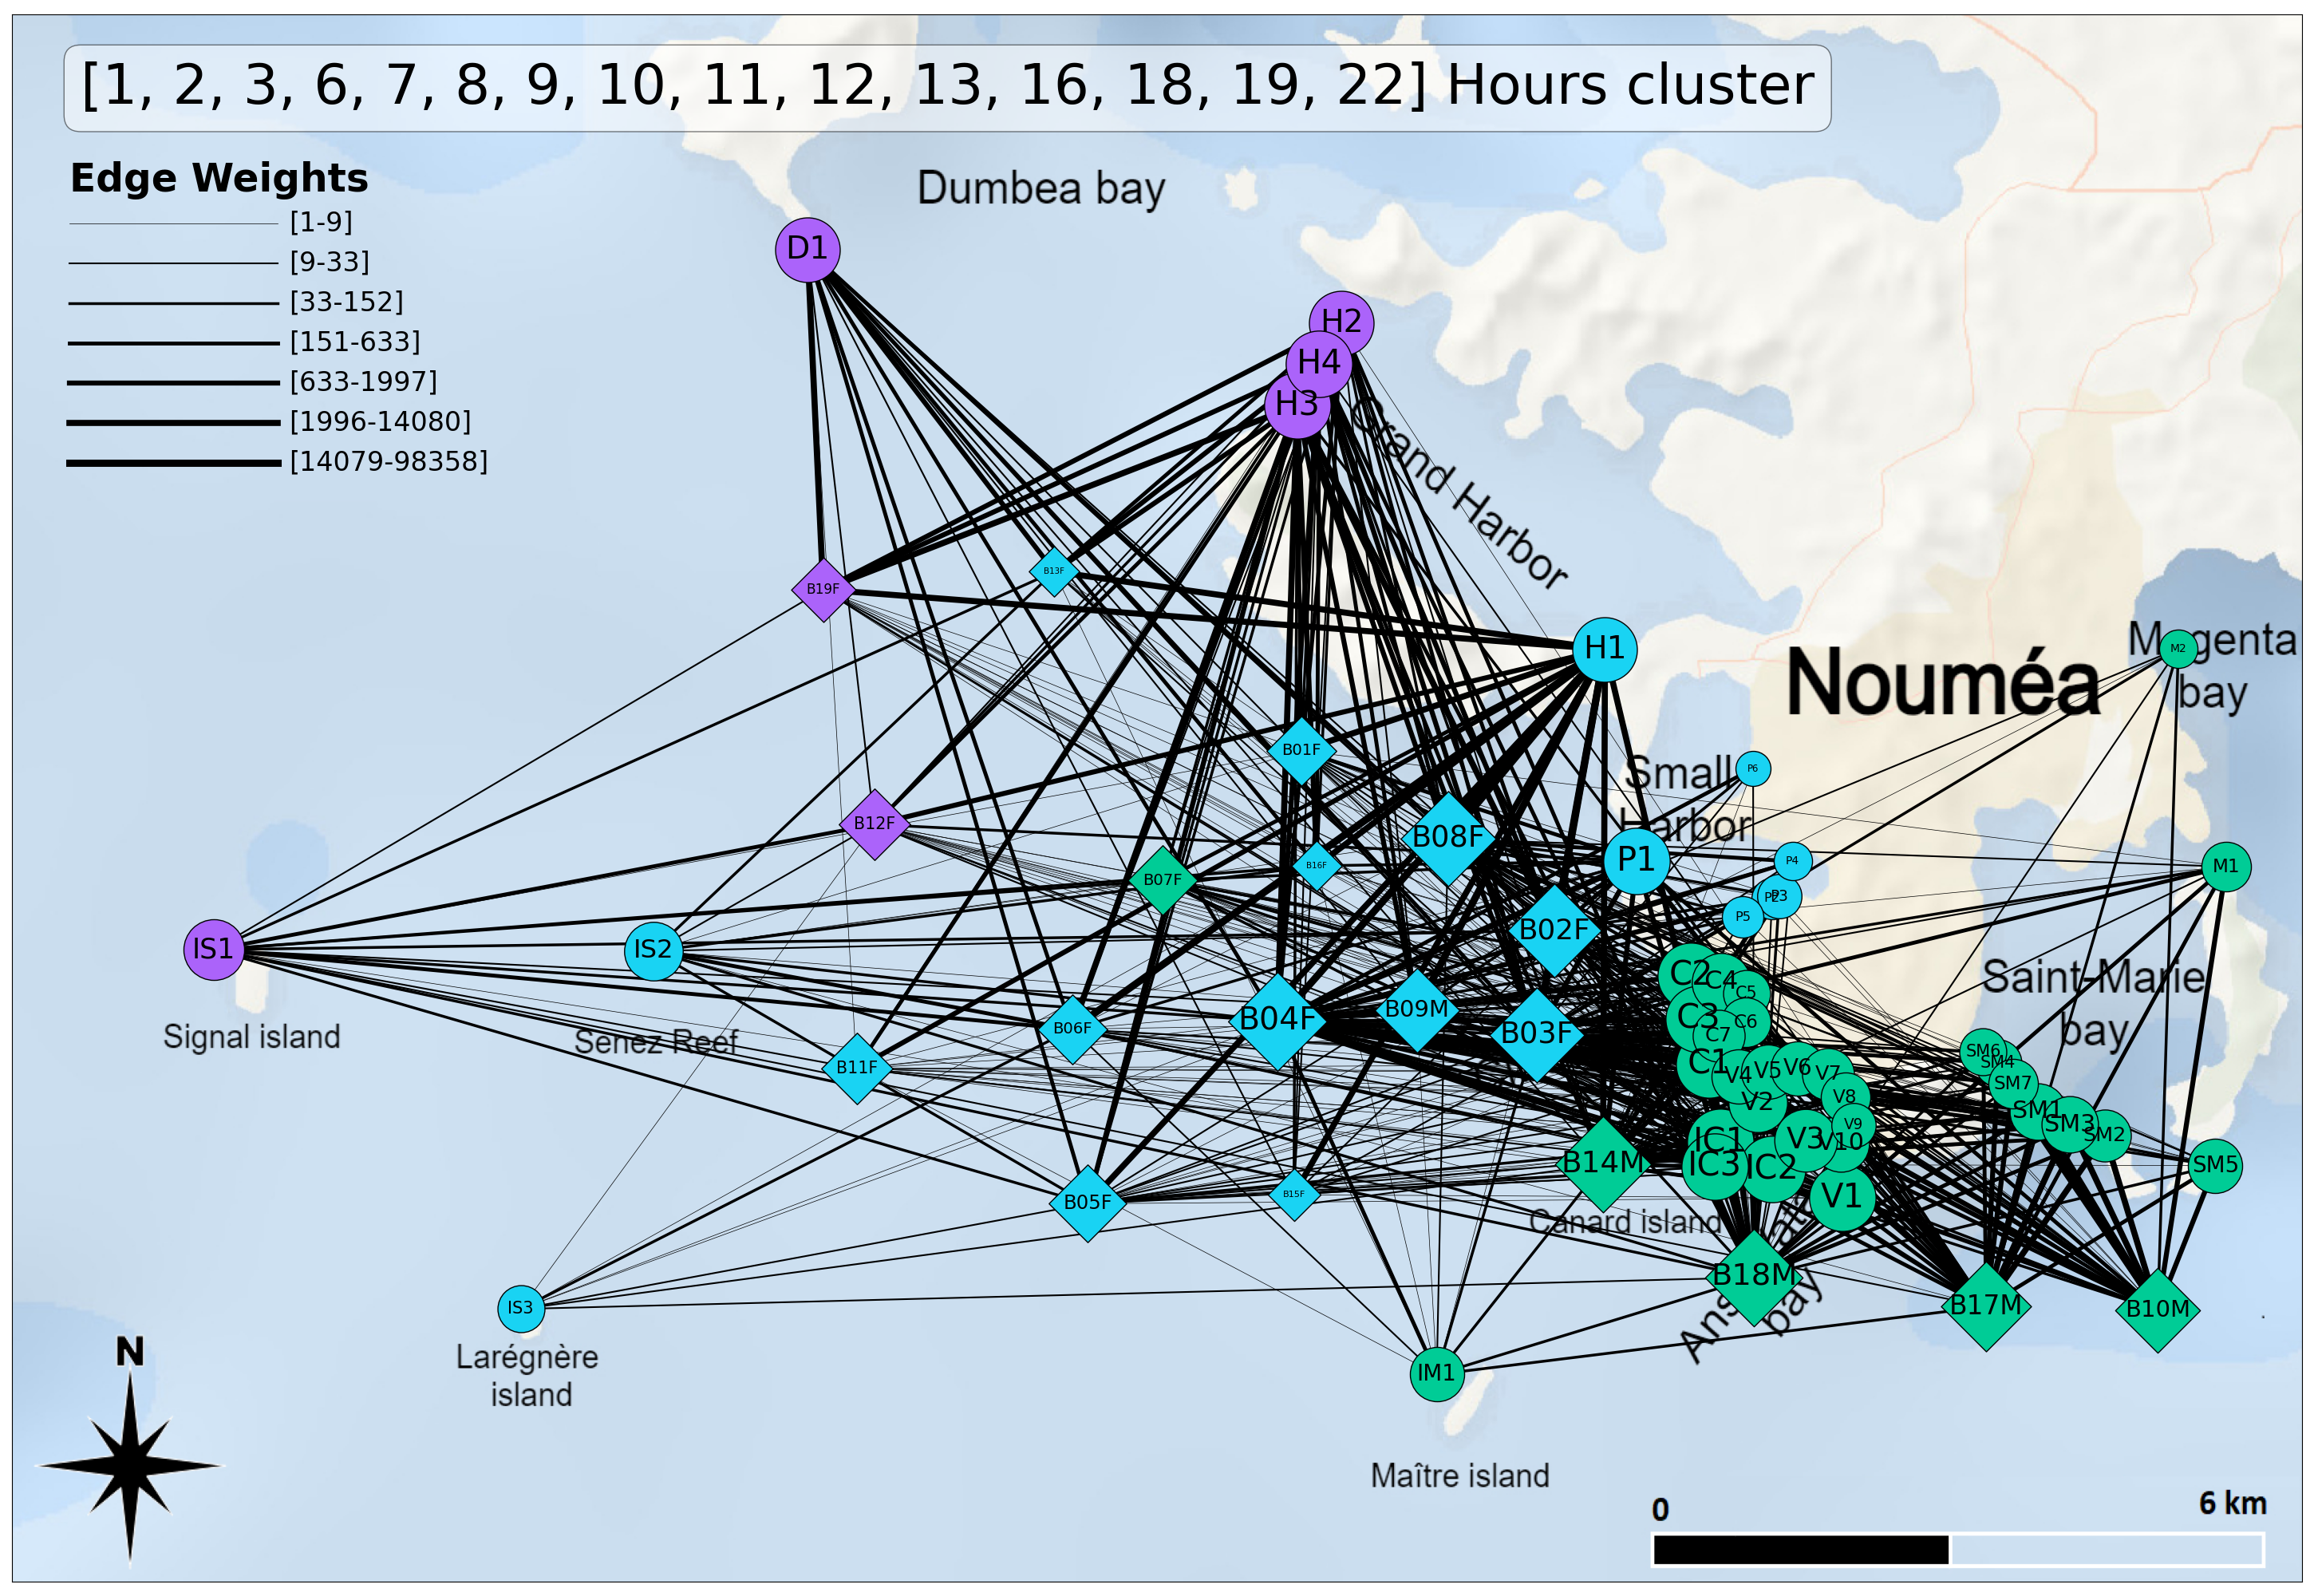 [1, 2, 3, 6, 7, 8, 9, 10, 11, 12, 13, 16, 18, 19, 22] Hours cluster
Edge Weights
[1-9]
[9-33]
[33-152]
[151-633]
[633-1997]
[1996-14080]
[14079-98358]
Dumbea bay
D1
H2
H4
H3
Grand Harbor
B13F
B19F
H1
Magenta
bay
M2
Nouméa
B01F
Small
Harbor
P6
B12F
B08F
B16F
P1
P4
M1
B07F
P3
P5
B02F
IS1
IS2
Signal island
Senez Reef
C2
C4
C5
Saint-Marie
bay
B06F
B04F
B09M
B03F
C3
C6
C7
B11F
C1
V4
V5
V6
V7
V8
V2
SM6
SM4
SM7
SM1
SM3
SM2
SM5
IC1
V3
V9
V10
IC3
IC2
B14M
V1
B05F
B15F
Canard island
B18M
bay
B17M
B10M
IS3
Larégnère
island
IM1
Maître island
N
0
6 km